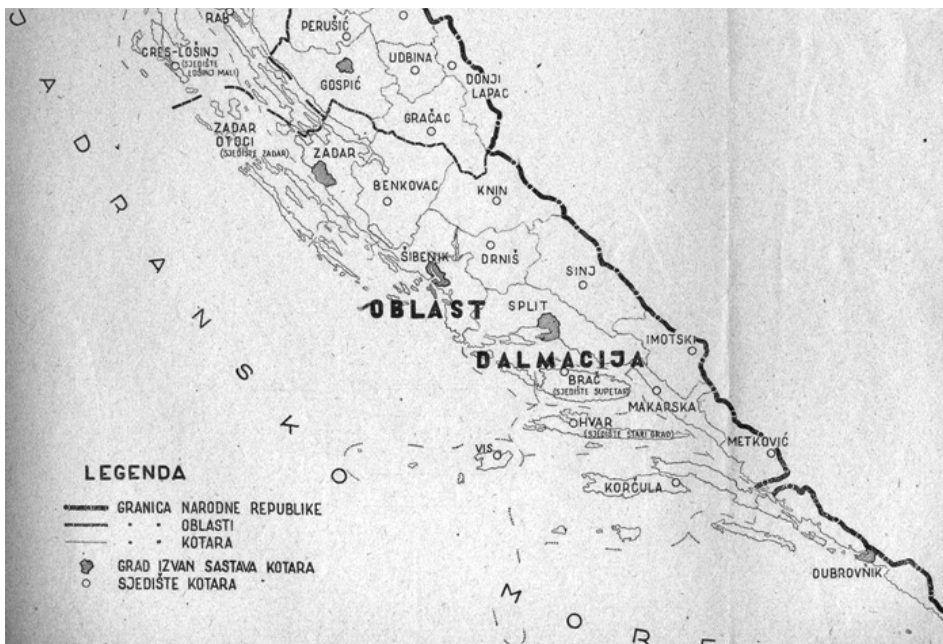 RAB
PERUŠIĆ
CRES-LOŠINJ
(SJEDIŠTE
LOŠINJ MALI)
UDBINA
GOSPIĆ
DONJI
LAPAC
GRAČAC
ZADAR
OTOCI
(SJEDIŠTE ZADAR)
ZADAR
BENKOVAC
KNIN
ŠIBENIK
DRNIŠ
SINJ
OBLAST
SPLIT
DALMACIJA
IMOTSKI
BRAČ
(SJEDIŠTE SUPETAR)
MAKARSKA
HVAR
(SJEDIŠTE STARI GRAD)
VIS
METKOVIĆ
KORČULA
DUBROVNIK
JADRANSKO
MORE
LEGENDA
GRANICA NARODNE REPUBLIKE
" " OBLASTI
" " KOTARA
GRAD IZVAN SASTAVA KOTARA
SJEDIŠTE KOTARA